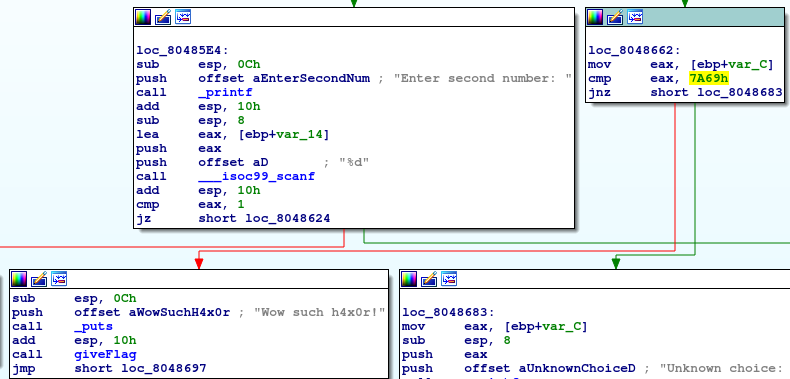 loc_80485E4:
sub esp, 0Ch
push offset aEnterSecondNum ; "Enter second number: "
call _printf
add esp, 10h
sub esp, 8
lea eax, [ebp+var_14]
push eax
push offset aD ; "%d"
call ___isoc99_scanf
add esp, 10h
cmp eax, 1
jz short loc_8048624
loc_8048662:
mov eax, [ebp+var_C]
cmp eax, 7A69h
jnz short loc_8048683
sub esp, 0Ch
push offset aWowSuchH4x0r ; "Wow such h4x0r!"
call _puts
add esp, 10h
call giveFlag
jmp short loc_8048697
loc_8048683:
mov eax, [ebp+var_C]
sub esp, 8
push eax
push offset aUnknownChoiceD ; "Unknown choice: